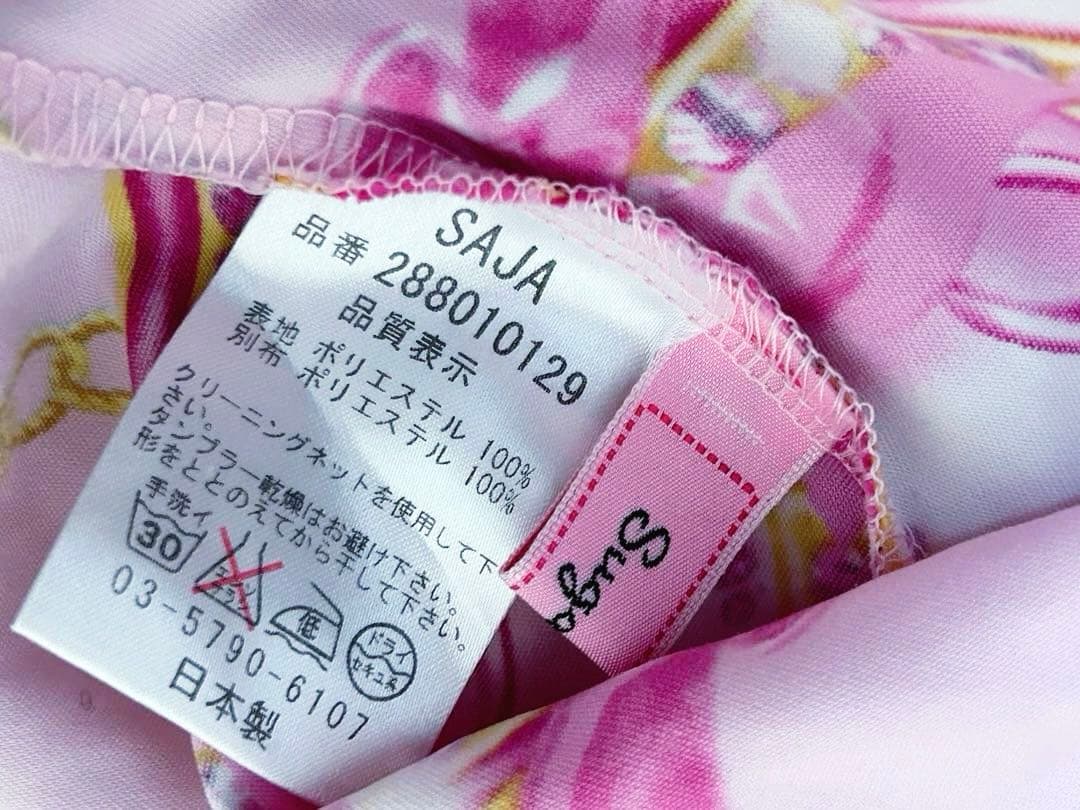 SAJA
品番 288010129
品質表示
表地 ポリエステル 100%
別布 ポリエステル 100%
クリーニングネットを使用して下
さい。
タンブラー乾燥はお避け下さい。
形をととのえてから干して下さい。
手洗イ
30
エンソ
低
ドライ
セキユ系
03-5790-6107
日本製
Suga